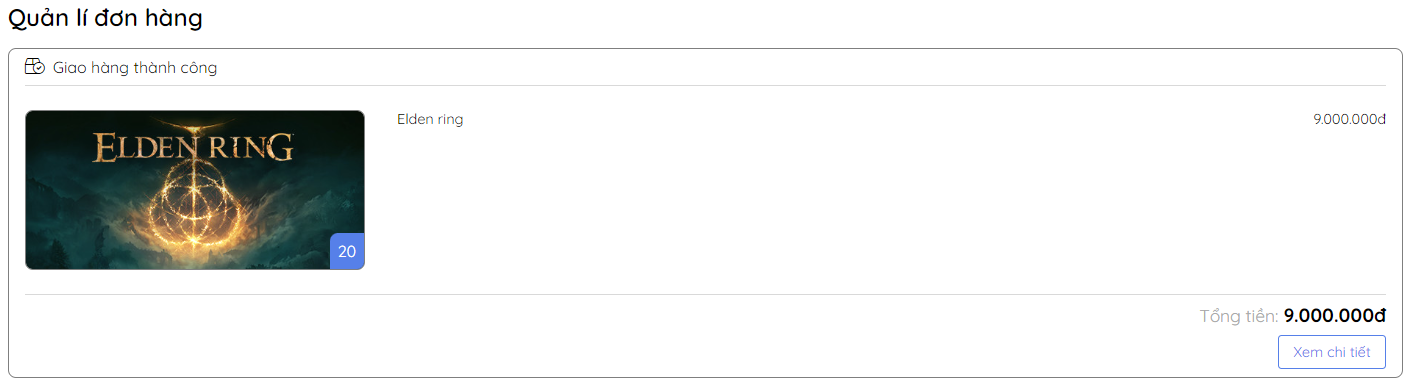 Quản lí đơn hàng
Giao hàng thành công
ELDEN RING
20
Elden ring
9.000.000đ
Tổng tiền: 9.000.000đ
Xem chi tiết